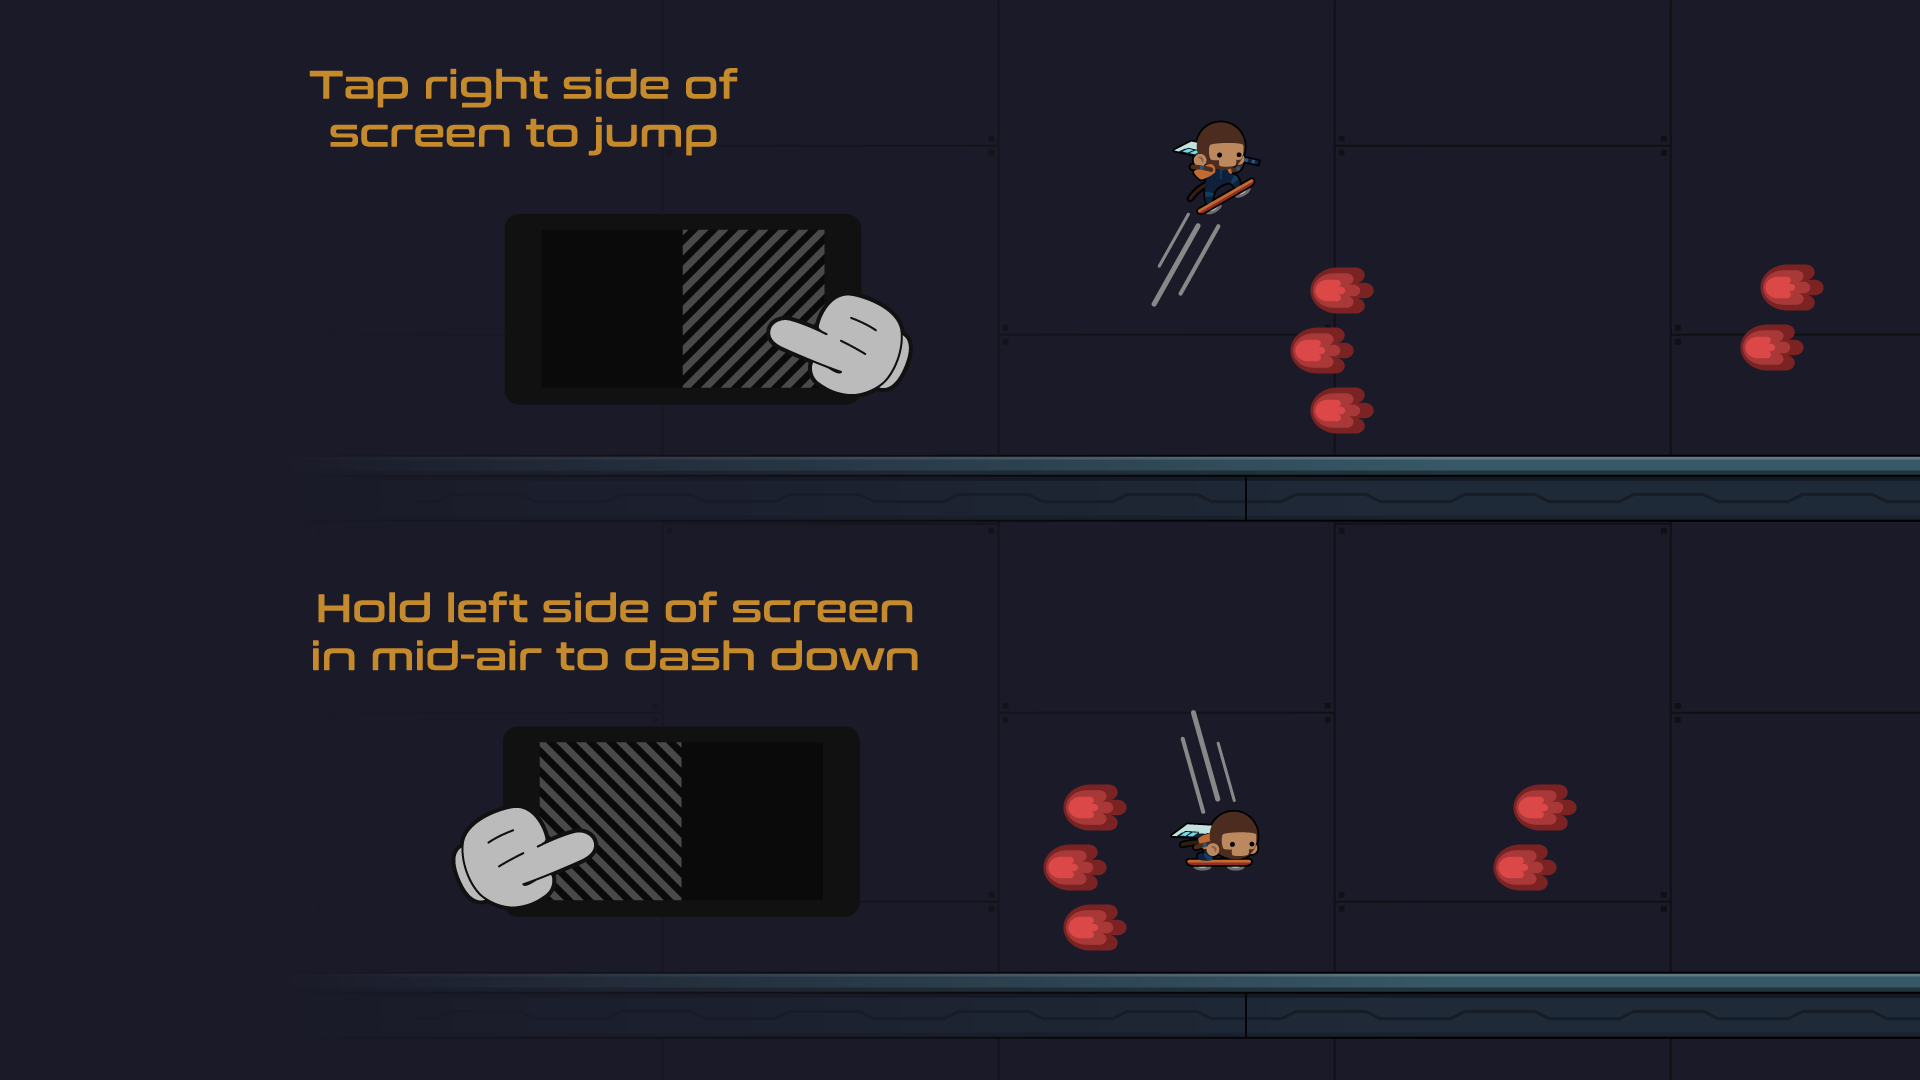 Tap right side of
screen to jump
Hold left side of screen
in mid-air to dash down